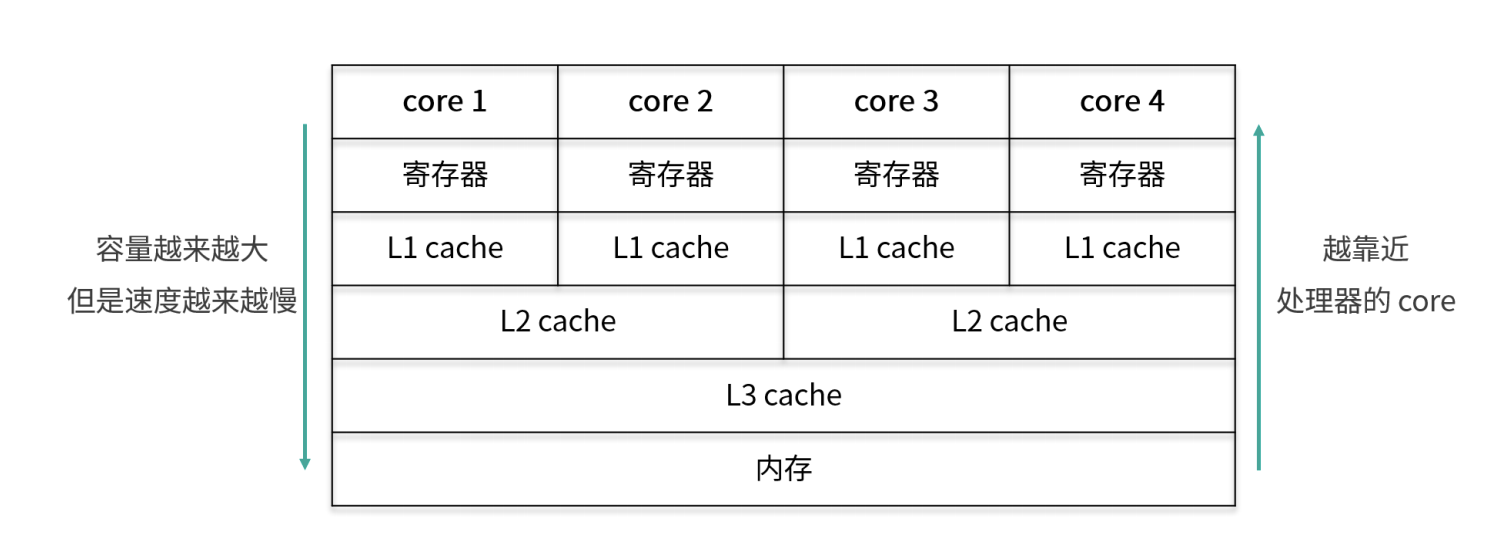 core 1 core 2 core 3 core 4
寄存器 寄存器 寄存器 寄存器
L1 cache L1 cache L1 cache L1 cache
L2 cache L2 cache
L3 cache
内存
容量越来越大
但是速度越来越慢
越靠近
处理器的 core